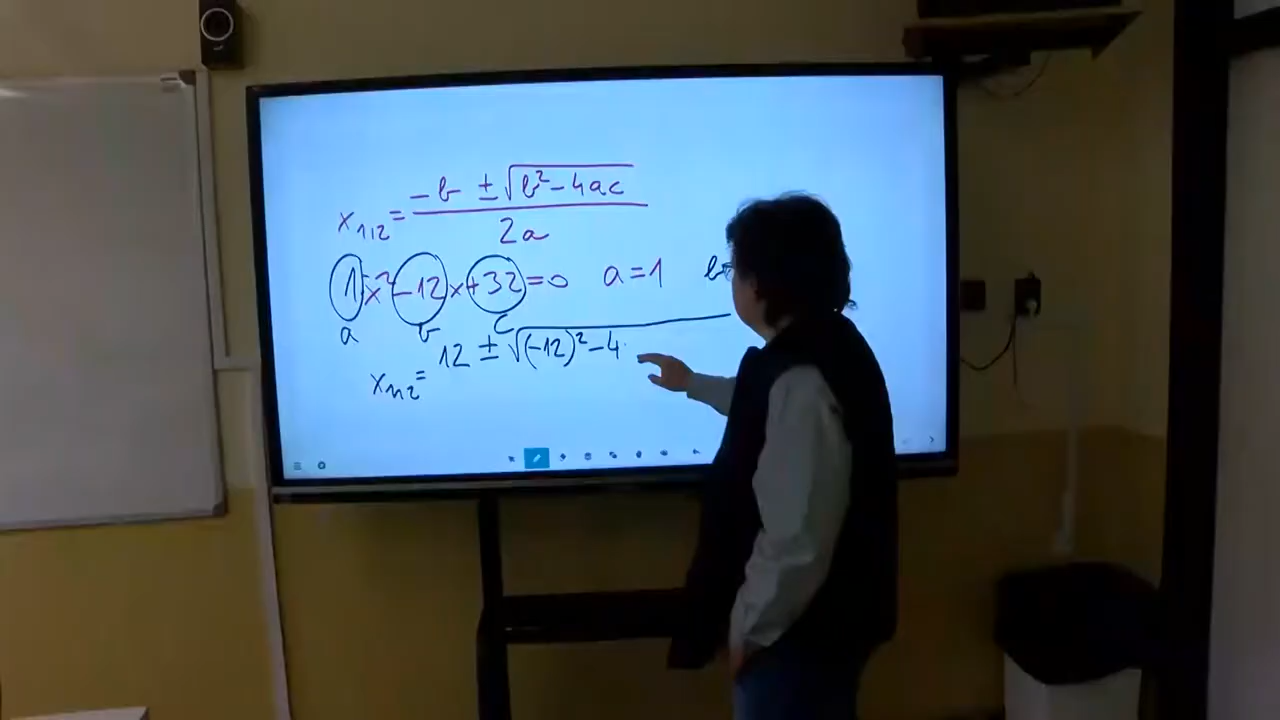 x₁,₂ = (-b ± √(b² - 4ac)) / 2a
1x² - 12x + 32 = 0 a = 1 b
a b c
x₁,₂ = 12 ± √((-12)² - 4·